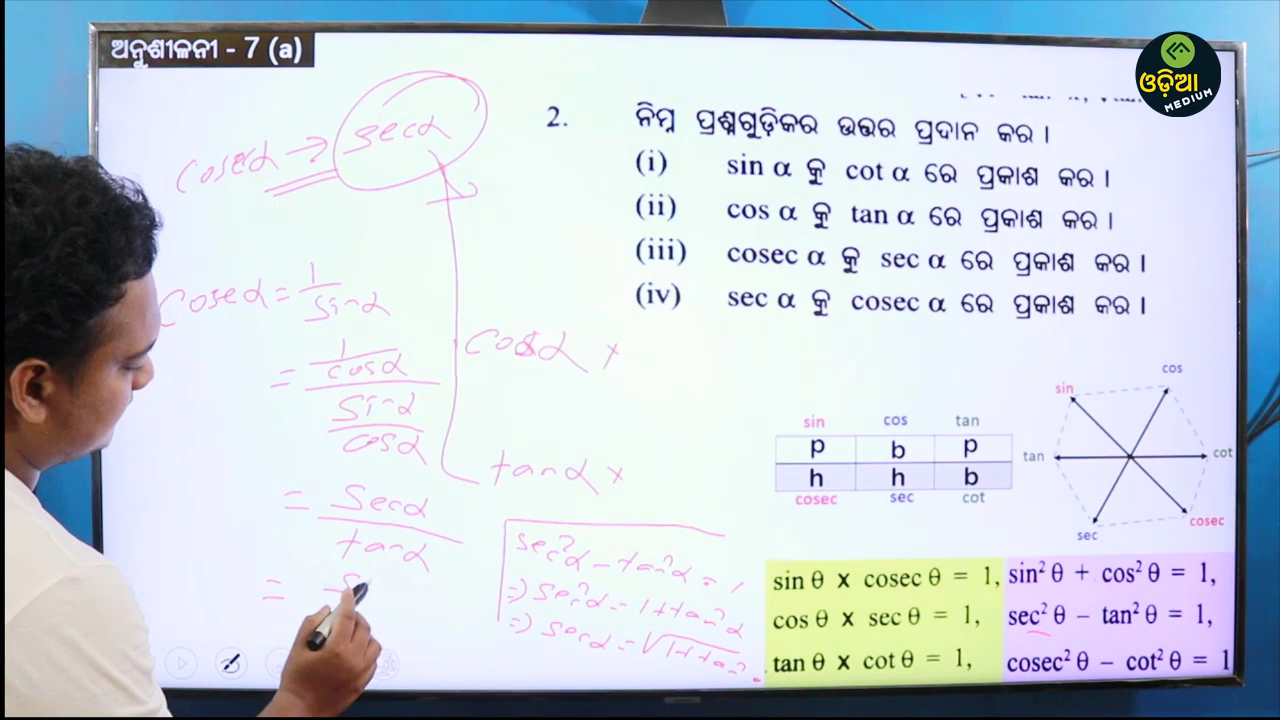 ଅନୁଶୀଳନୀ - 7 (a)
ଓଡ଼ିଆ
MEDIUM
2. ନିମ୍ନ ପ୍ରଶ୍ନଗୁଡ଼ିକର ଉତ୍ତର ପ୍ରଦାନ କର ।
(i) sin α କୁ cot α ରେ ପ୍ରକାଶ କର ।
(ii) cos α କୁ tan α ରେ ପ୍ରକାଶ କର ।
(iii) cosec α କୁ sec α ରେ ପ୍ରକାଶ କର ।
(iv) sec α କୁ cosec α ରେ ପ୍ରକାଶ କର ।
cosecα → secα
= 1/sinα
= 1/cosα
sinα/cosα
= secα/tanα
=
tanα ×
sec²α - tan²α = 1
⇒ sec²α = 1 + tan²α
⇒ secα = √1+tan²
sin cos tan
p b p
h h b
cosec sec cot
cos
sin
tan cot
sec cosec
sin θ x cosec θ = 1,
cos θ x sec θ = 1,
tan θ x cot θ = 1,
sin² θ + cos² θ = 1,
sec² θ - tan² θ = 1,
cosec² θ - cot² θ = 1